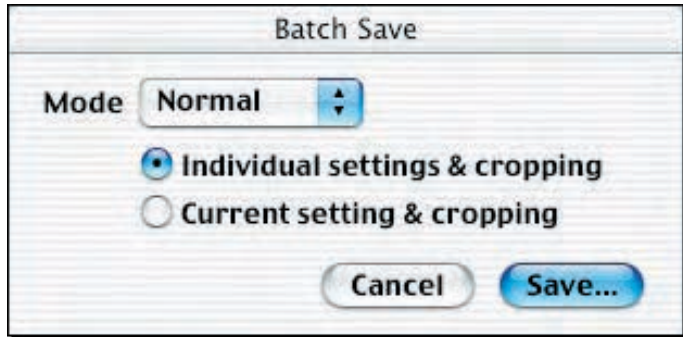 Batch Save
Mode Normal
Individual settings & cropping
Current setting & cropping
Cancel Save...